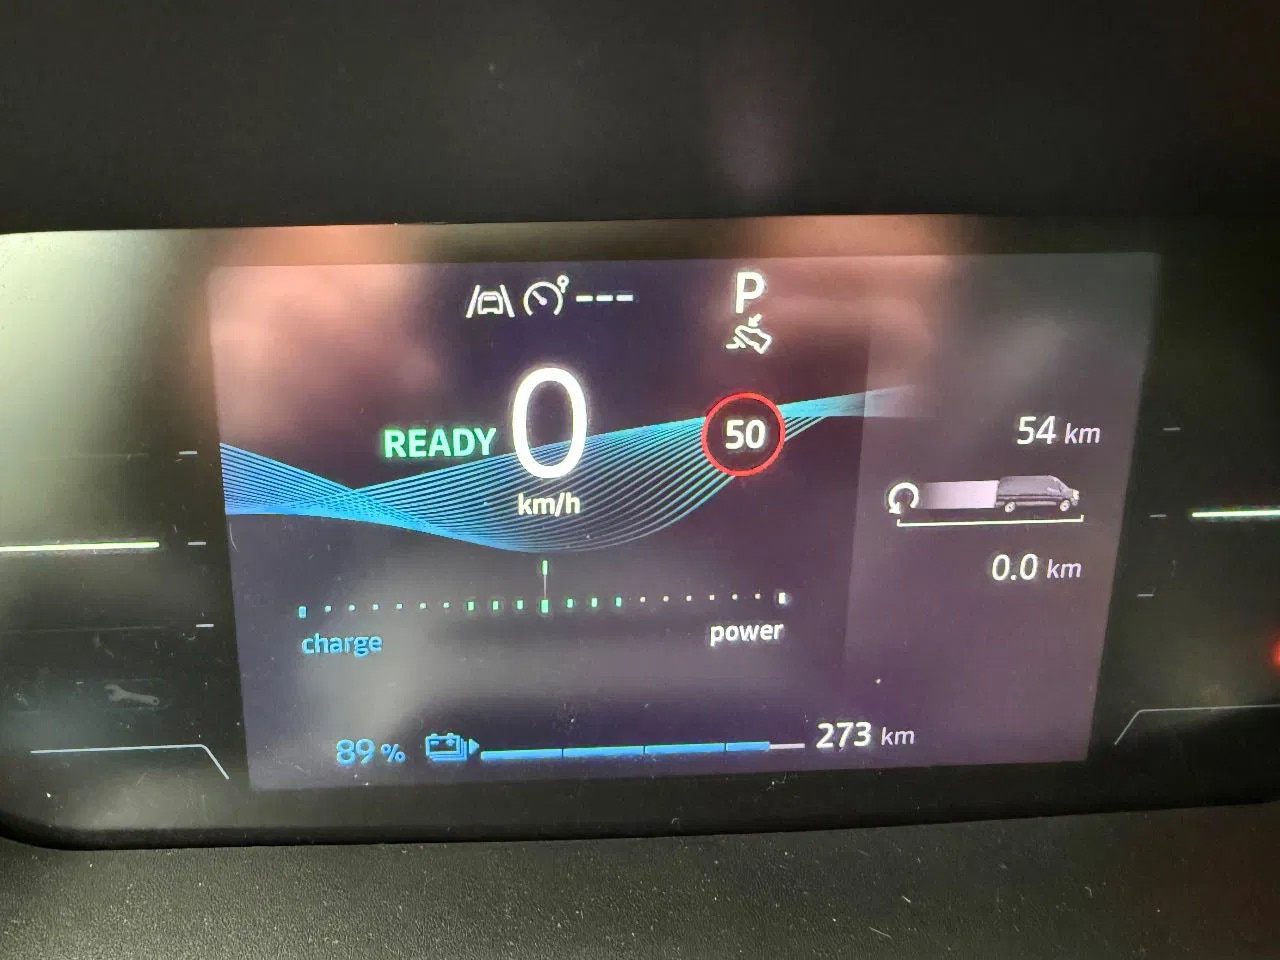 ---
P
READY 0
km/h
50
54 km
0.0 km
charge
power
89 %
273 km